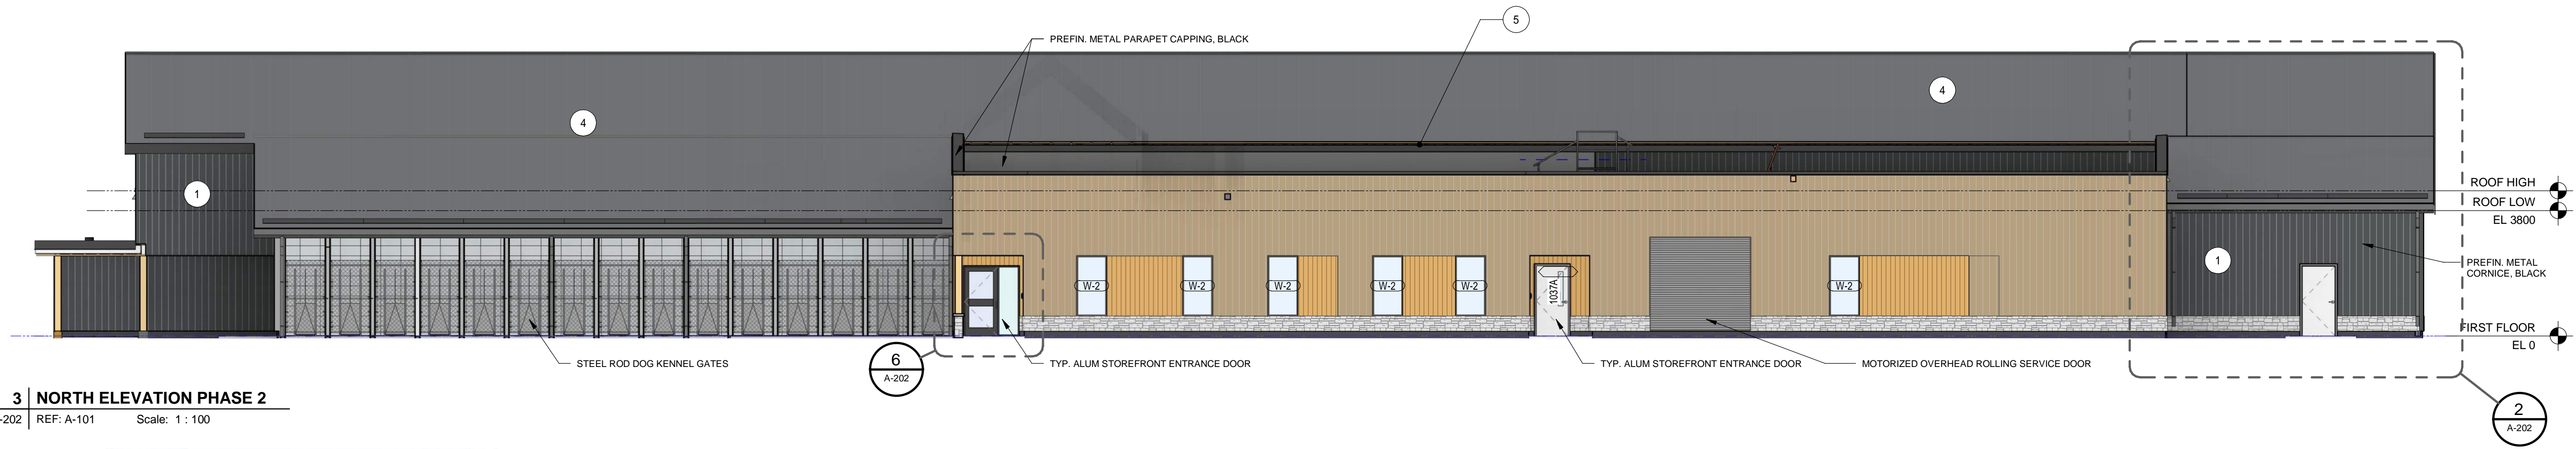 5
PREFIN. METAL PARAPET CAPPING, BLACK
4
4
1
ROOF HIGH
ROOF LOW
EL 3800
1
PREFIN. METAL
CORNICE, BLACK
W-2
W-2
W-2
W-2
W-2
1037A
W-2
FIRST FLOOR
EL 0
STEEL ROD DOG KENNEL GATES
6
A-202
TYP. ALUM STOREFRONT ENTRANCE DOOR
TYP. ALUM STOREFRONT ENTRANCE DOOR
MOTORIZED OVERHEAD ROLLING SERVICE DOOR
3 NORTH ELEVATION PHASE 2
-202 REF: A-101 Scale: 1 : 100
2
A-202